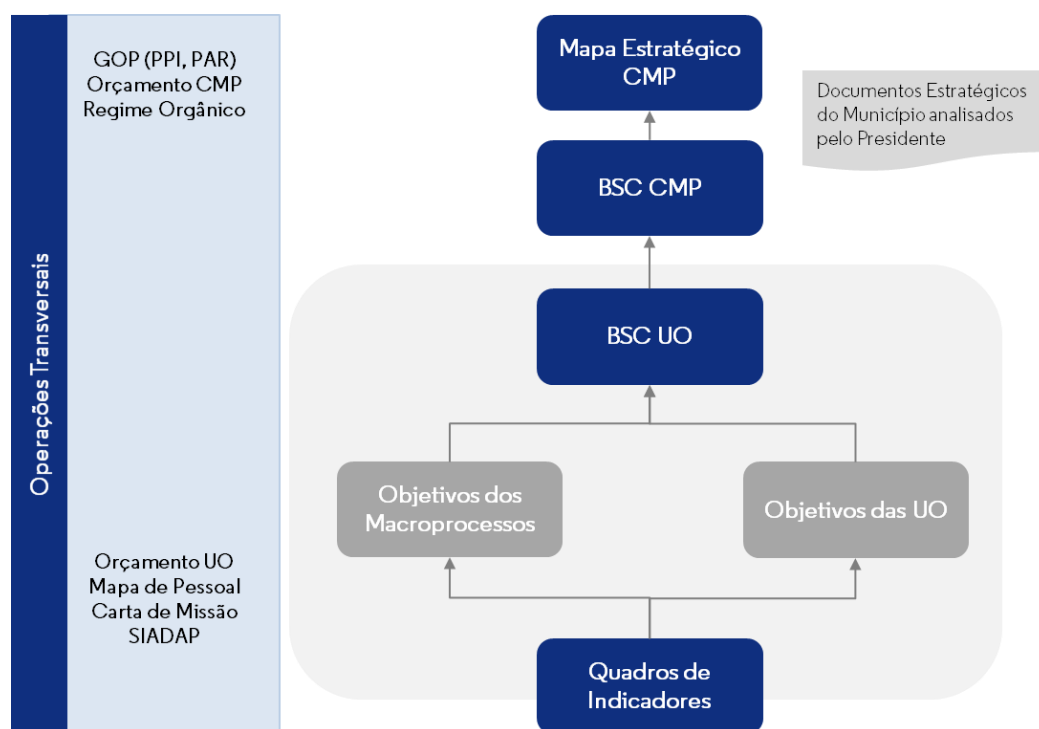 Operações Transversais
GOP (PPI, PAR)
Orçamento CMP
Regime Orgânico
Orçamento UO
Mapa de Pessoal
Carta de Missão
SIADAP
Mapa Estratégico
CMP
Documentos Estratégicos
do Município analisados
pelo Presidente
BSC CMP
BSC UO
Objetivos dos
Macroprocessos
Objetivos das UO
Quadros de
Indicadores